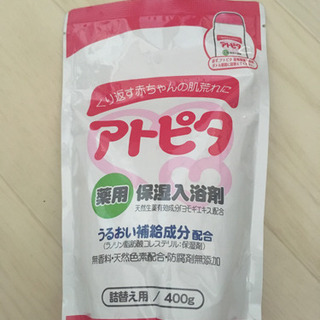 アトピタ
くり返す赤ちゃんの肌荒れに
アトピタ
薬用 保湿入浴剤
天然生薬有効成分ヨモギエキス配合
うるおい補給成分配合
(ラノリン脂肪酸コレステリル:保湿剤)
無香料・天然色素配合・防腐剤無添加
詰替え用/400g